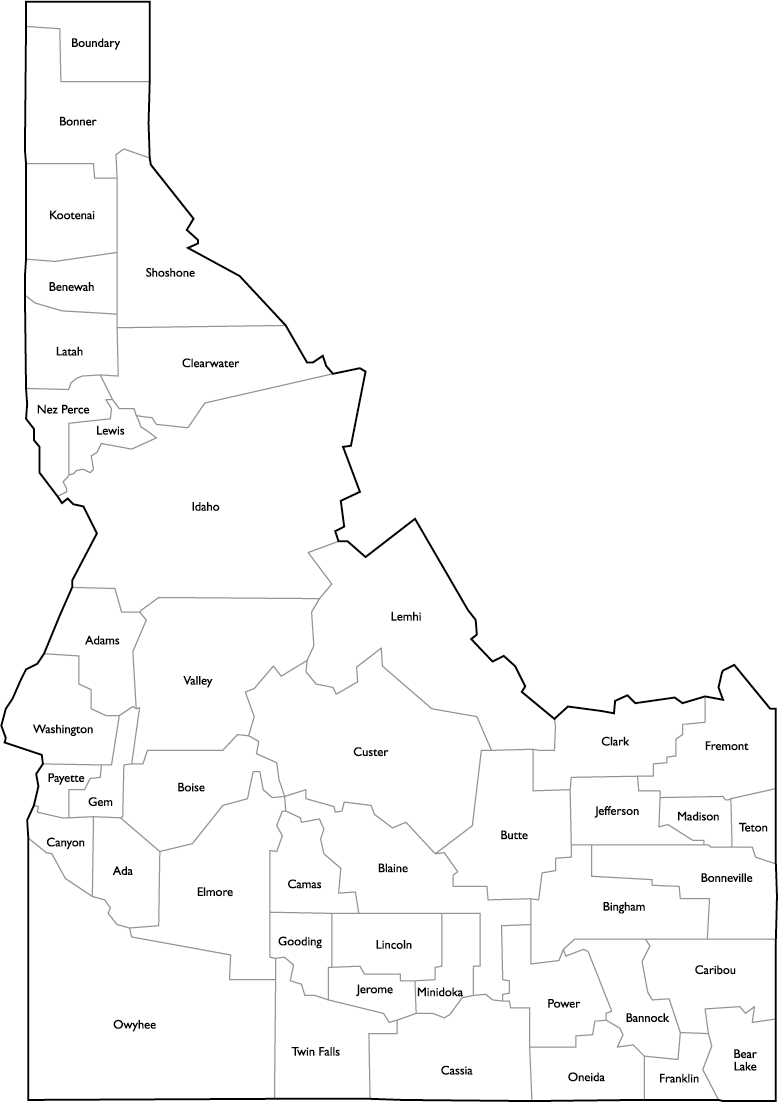 Boundary
Bonner
Kootenai
Shoshone
Benewah
Latah
Clearwater
Nez Perce
Lewis
Idaho
Lemhi
Adams
Valley
Washington
Clark
Fremont
Custer
Payette
Boise
Gem
Jefferson
Madison
Teton
Butte
Canyon
Ada
Blaine
Bonneville
Camas
Elmore
Bingham
Gooding
Lincoln
Caribou
Jerome
Minidoka
Power
Bannock
Owyhee
Twin Falls
Bear
Lake
Cassia
Oneida
Franklin